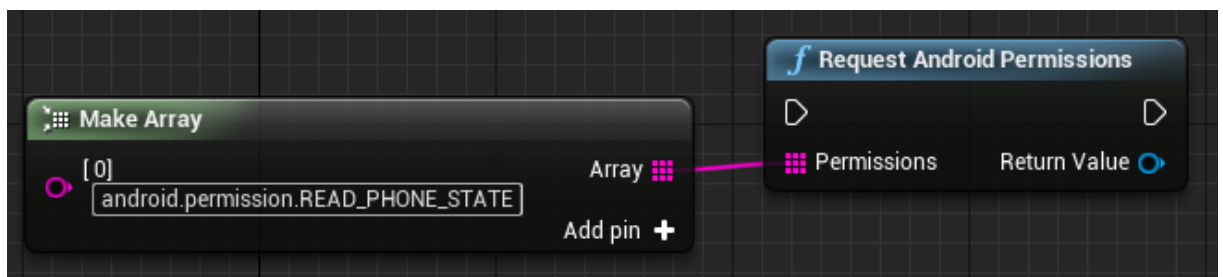 Make Array
[ 0]
android.permission.READ_PHONE_STATE
Array
Add pin
f Request Android Permissions
Permissions
Return Value